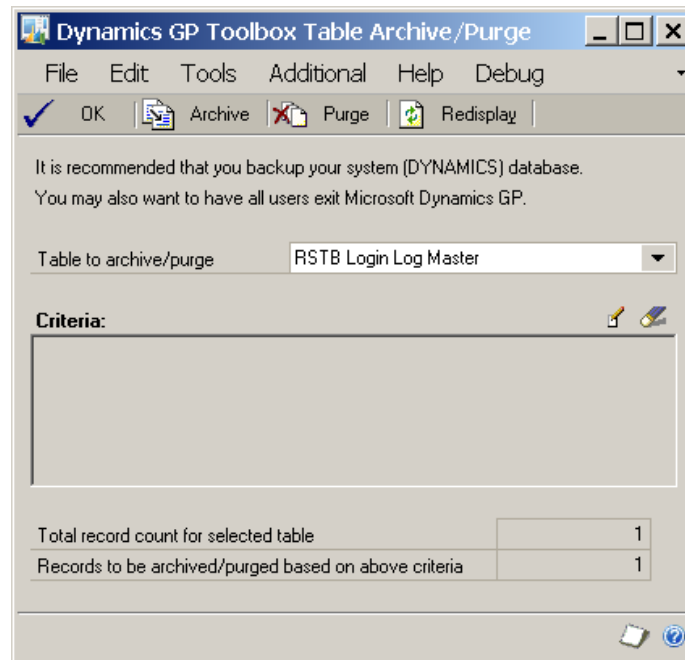 Dynamics GP Toolbox Table Archive/Purge
File Edit Tools Additional Help Debug
OK Archive Purge Redisplay
It is recommended that you backup your system (DYNAMICS) database.
You may also want to have all users exit Microsoft Dynamics GP.
Table to archive/purge RSTB Login Log Master
Criteria:
Total record count for selected table 1
Records to be archived/purged based on above criteria 1